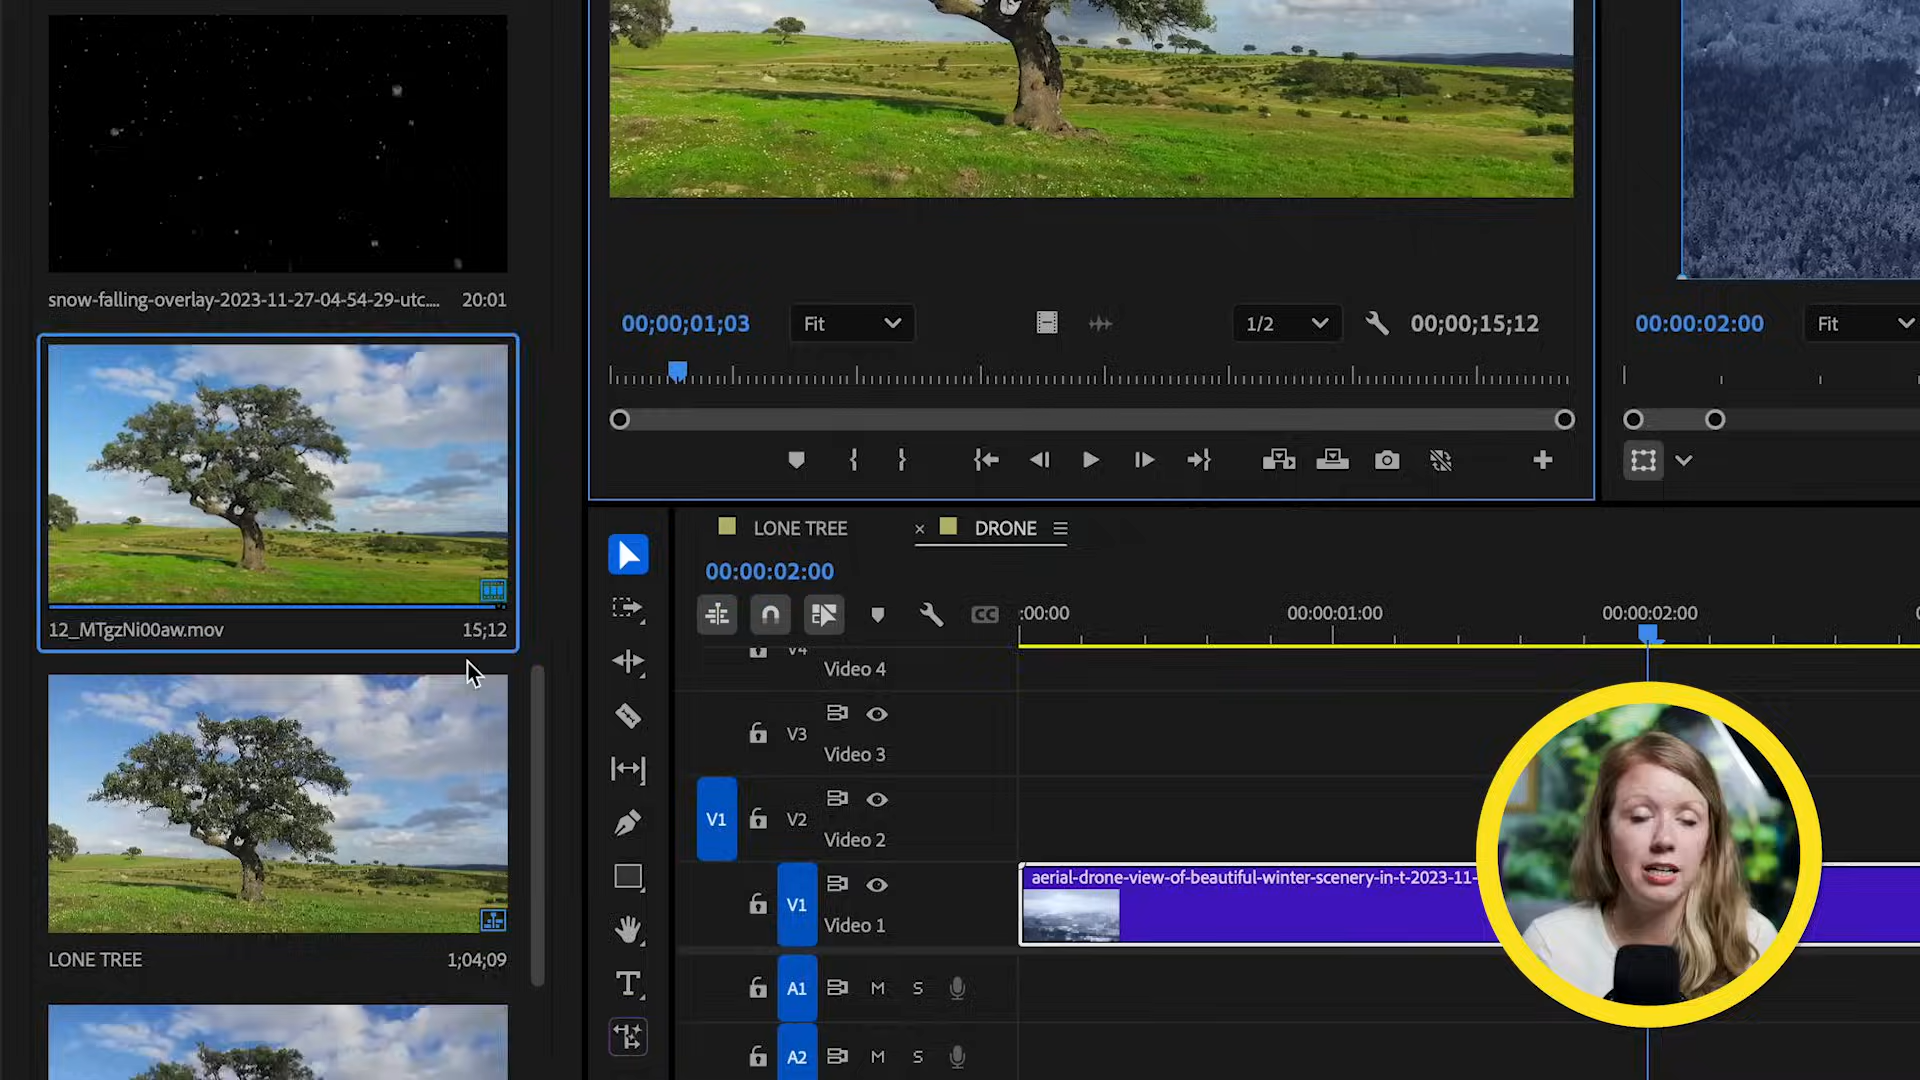 snow-falling-overlay-2023-11-27-04-54-29-utc.... 20:01
12_MTgzNi00aw.mov 15;12
LONE TREE 1;04;09
00;00;01;03 Fit 1/2 00;00;15;12
00:00:02:00 Fit
LONE TREE × DRONE
00:00:02:00
CC :00:00 00:00:01:00 00:00:02:00
V4
Video 4
V3
Video 3
V1 V2
Video 2
aerial-drone-view-of-beautiful-winter-scenery-in-t-2023-11-
V1
Video 1
A1 M S
T
A2 M S